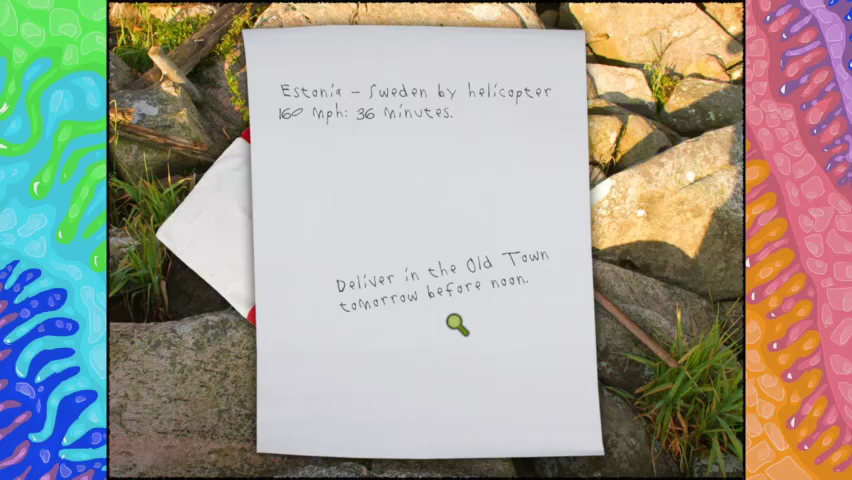 Estonia - Sweden by helicopter
160 mph: 36 minutes.
Deliver in the Old Town
tomorrow before noon.